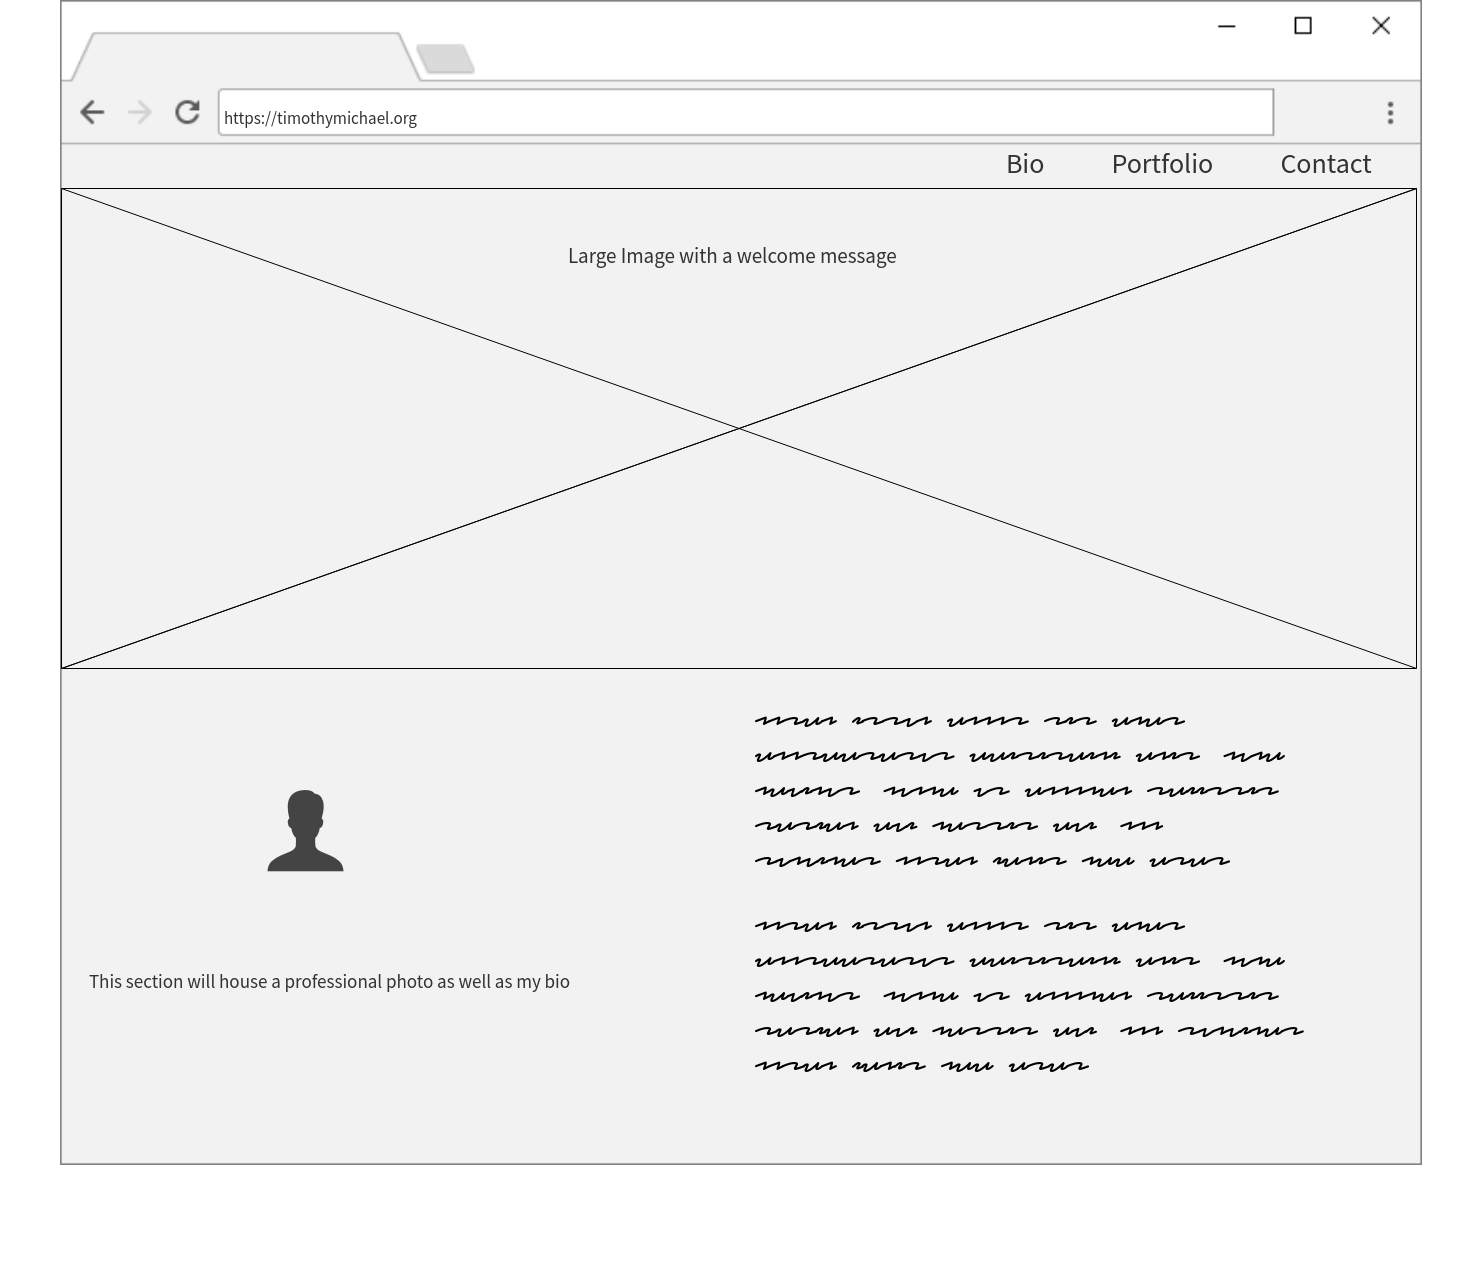 https://timothymichael.org
Bio Portfolio Contact
Large Image with a welcome message
This section will house a professional photo as well as my bio